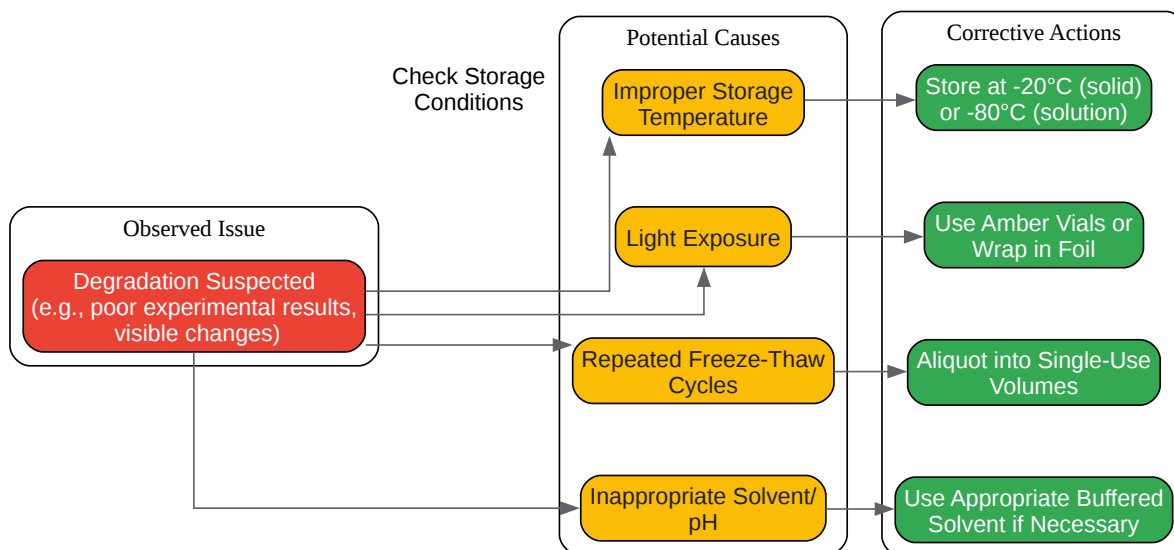 Observed Issue
Degradation Suspected
(e.g., poor experimental results,
visible changes)
Check Storage
Conditions
Potential Causes
Improper Storage
Temperature
Light Exposure
Repeated Freeze-Thaw
Cycles
Inappropriate Solvent/
pH
Corrective Actions
Store at -20°C (solid)
or -80°C (solution)
Use Amber Vials or
Wrap in Foil
Aliquot into Single-Use
Volumes
Use Appropriate Buffered
Solvent if Necessary